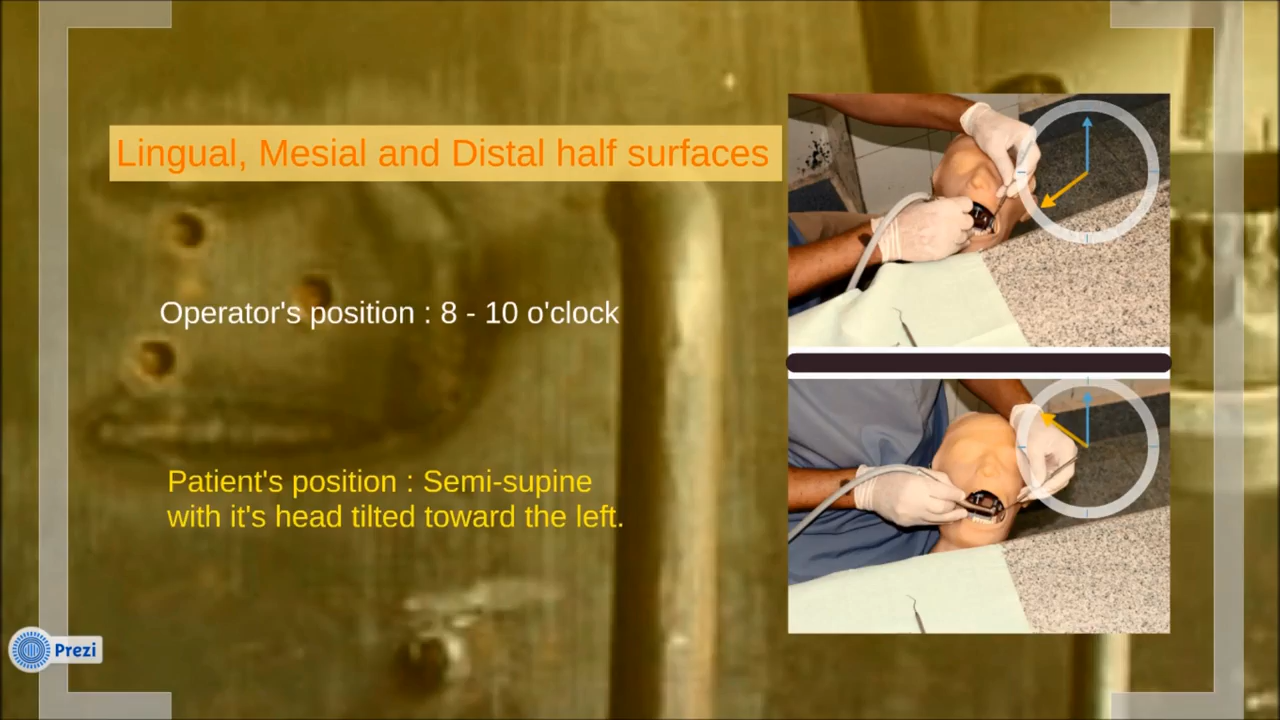 Lingual, Mesial and Distal half surfaces
Operator's position : 8 - 10 o'clock
Patient's position : Semi-supine
with it's head tilted toward the left.
Prezi